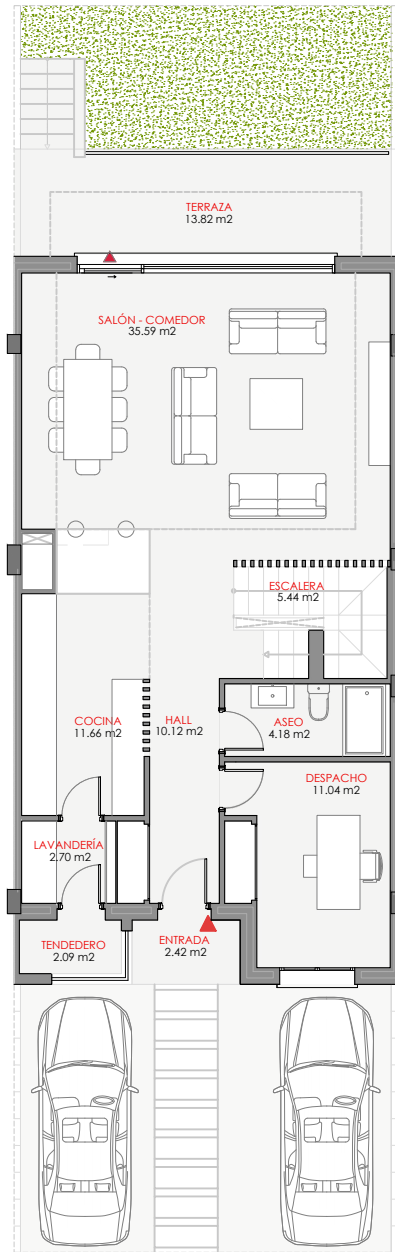 TERRAZA
13.82 m2
SALÓN - COMEDOR
35.59 m2
ESCALERA
5.44 m2
COCINA
11.66 m2
HALL
10.12 m2
ASEO
4.18 m2
DESPACHO
11.04 m2
LAVANDERÍA
2.70 m2
TENDEDERO
2.09 m2
ENTRADA
2.42 m2